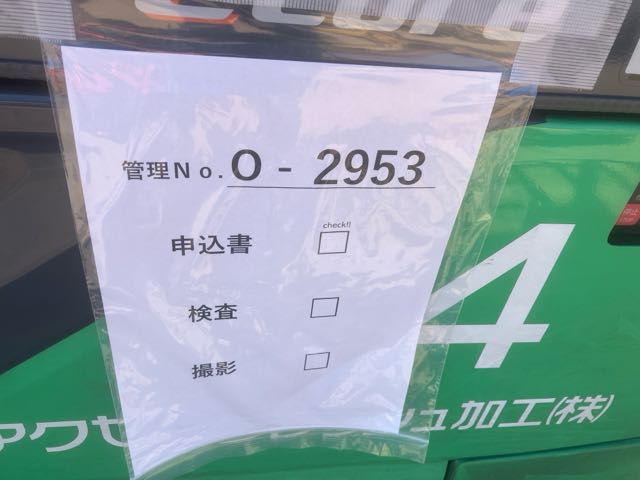 管理No. O - 2953
check!!
申込書 □
検査 □
撮影 □
4
アクセ
シュ加工(株)